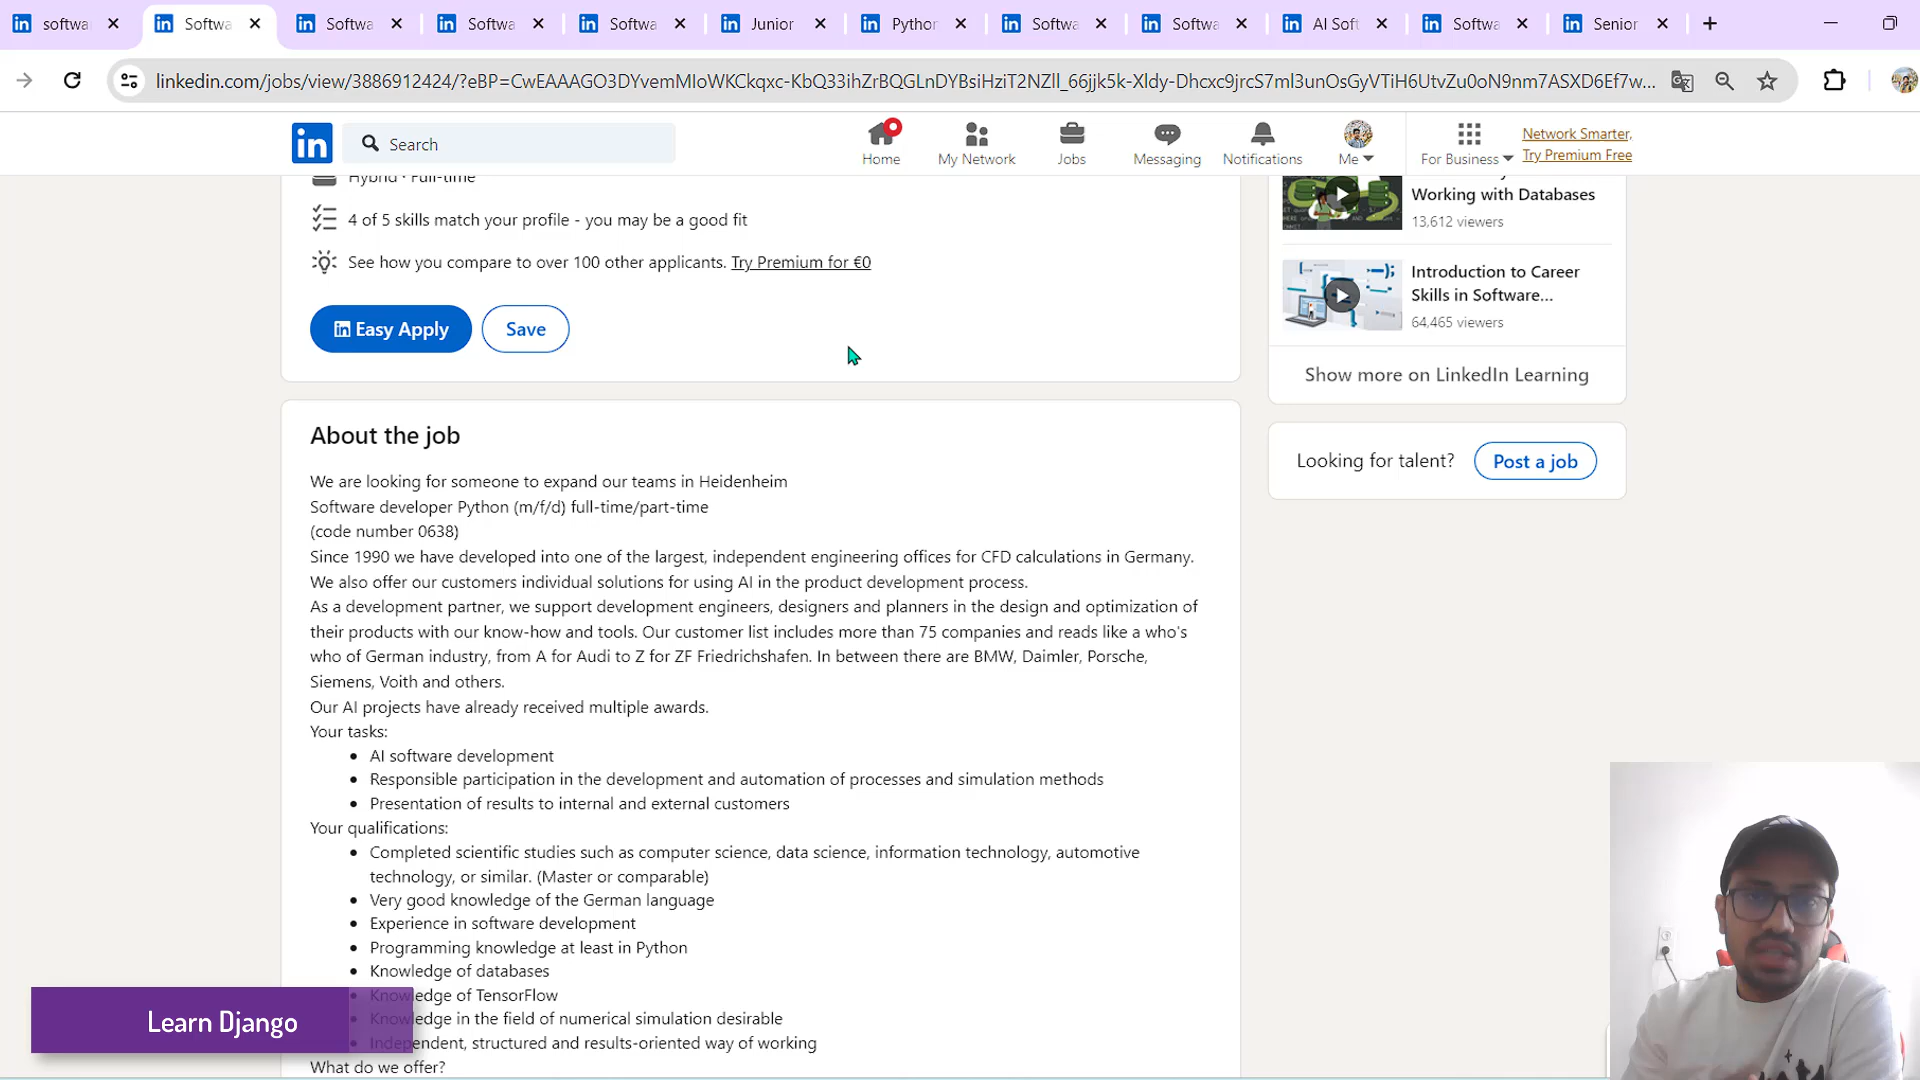 softwa
Softwa
Softwa
Softwa
Softwa
Junior
Python
Softwa
Softwa
AI Soft
Softwa
Senior
linkedin.com/jobs/view/3886912424/?eBP=CwEAAAGO3DYvemMIoWKCkqxc-KbQ33ihZrBQGLnDYBsiHziT2NZll_66jjk5k-Xldy-Dhcxc9jrcS7ml3unOsGyVTiH6UtvZu0oN9nm7ASXD6Ef7w...
in
Search
Home
My Network
Jobs
Messaging
Notifications
Me
For Business
Network Smarter,
Try Premium Free
Hybrid · Full-time
4 of 5 skills match your profile - you may be a good fit
See how you compare to over 100 other applicants. Try Premium for €0
Easy Apply
Save
Working with Databases
13,612 viewers
Introduction to Career
Skills in Software...
64,465 viewers
Show more on LinkedIn Learning
Looking for talent?
Post a job
About the job
We are looking for someone to expand our teams in Heidenheim
Software developer Python (m/f/d) full-time/part-time
(code number 0638)
Since 1990 we have developed into one of the largest, independent engineering offices for CFD calculations in Germany.
We also offer our customers individual solutions for using AI in the product development process.
As a development partner, we support development engineers, designers and planners in the design and optimization of
their products with our know-how and tools. Our customer list includes more than 75 companies and reads like a who's
who of German industry, from A for Audi to Z for ZF Friedrichshafen. In between there are BMW, Daimler, Porsche,
Siemens, Voith and others.
Our AI projects have already received multiple awards.
Your tasks:
• AI software development
• Responsible participation in the development and automation of processes and simulation methods
• Presentation of results to internal and external customers
Your qualifications:
• Completed scientific studies such as computer science, data science, information technology, automotive
technology, or similar. (Master or comparable)
• Very good knowledge of the German language
• Experience in software development
• Programming knowledge at least in Python
• Knowledge of databases
• Knowledge of TensorFlow
• Knowledge in the field of numerical simulation desirable
• Independent, structured and results-oriented way of working
What do we offer?
Learn Django